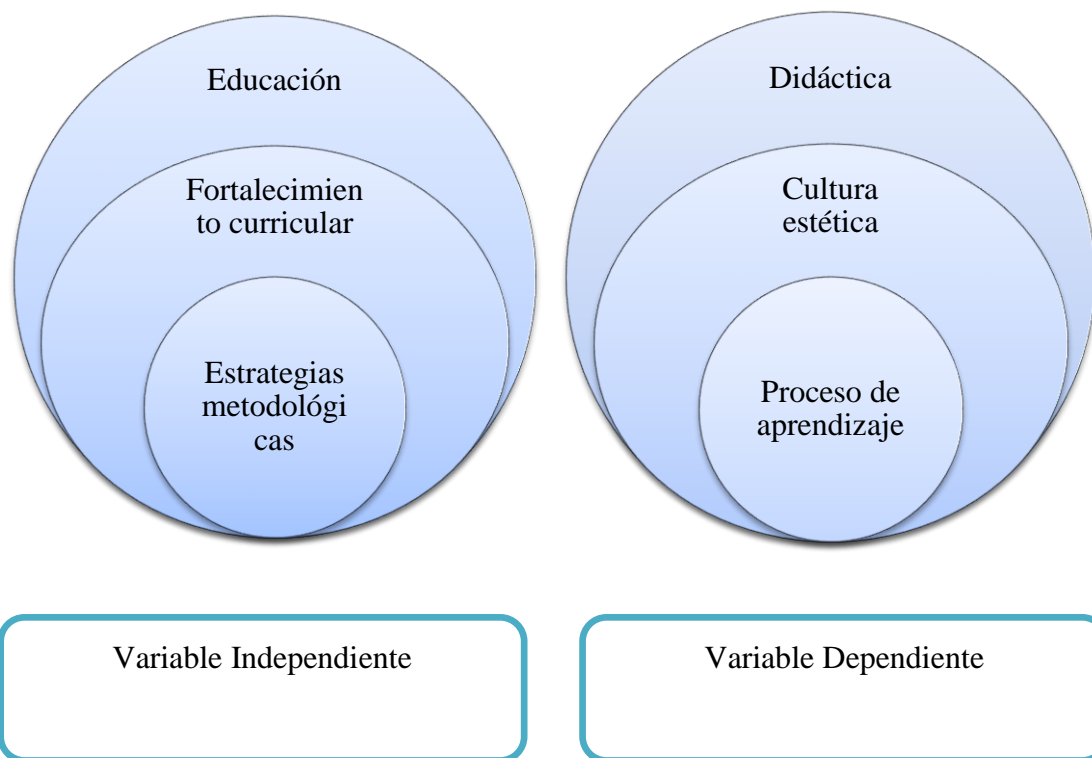 Educación
Fortalecimien
to curricular
Estrategias
metodológi
cas
Didáctica
Cultura
estética
Proceso de
aprendizaje
Variable Independiente
Variable Dependiente